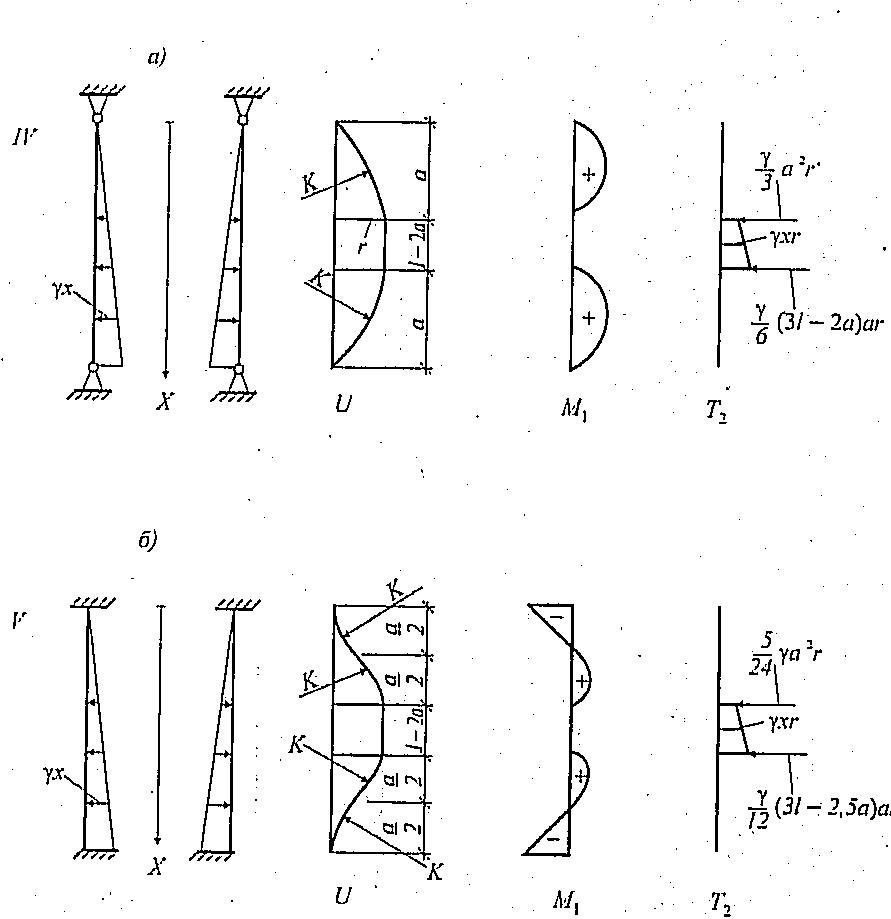 а)
IV
K
a
r
l − 2a
K
a
γx
X
U
+
+
M₁
γ/3 a²r
γxr
γ/6 (3l − 2a)ar
T₂
б)
V
K
a/2
K
a/2
l − 2a
K
a/2
a/2
K
γx
X
U
−
+
+
−
M₁
5/24 γa²r
γxr
γ/12 (3l − 2,5a)a
T₂